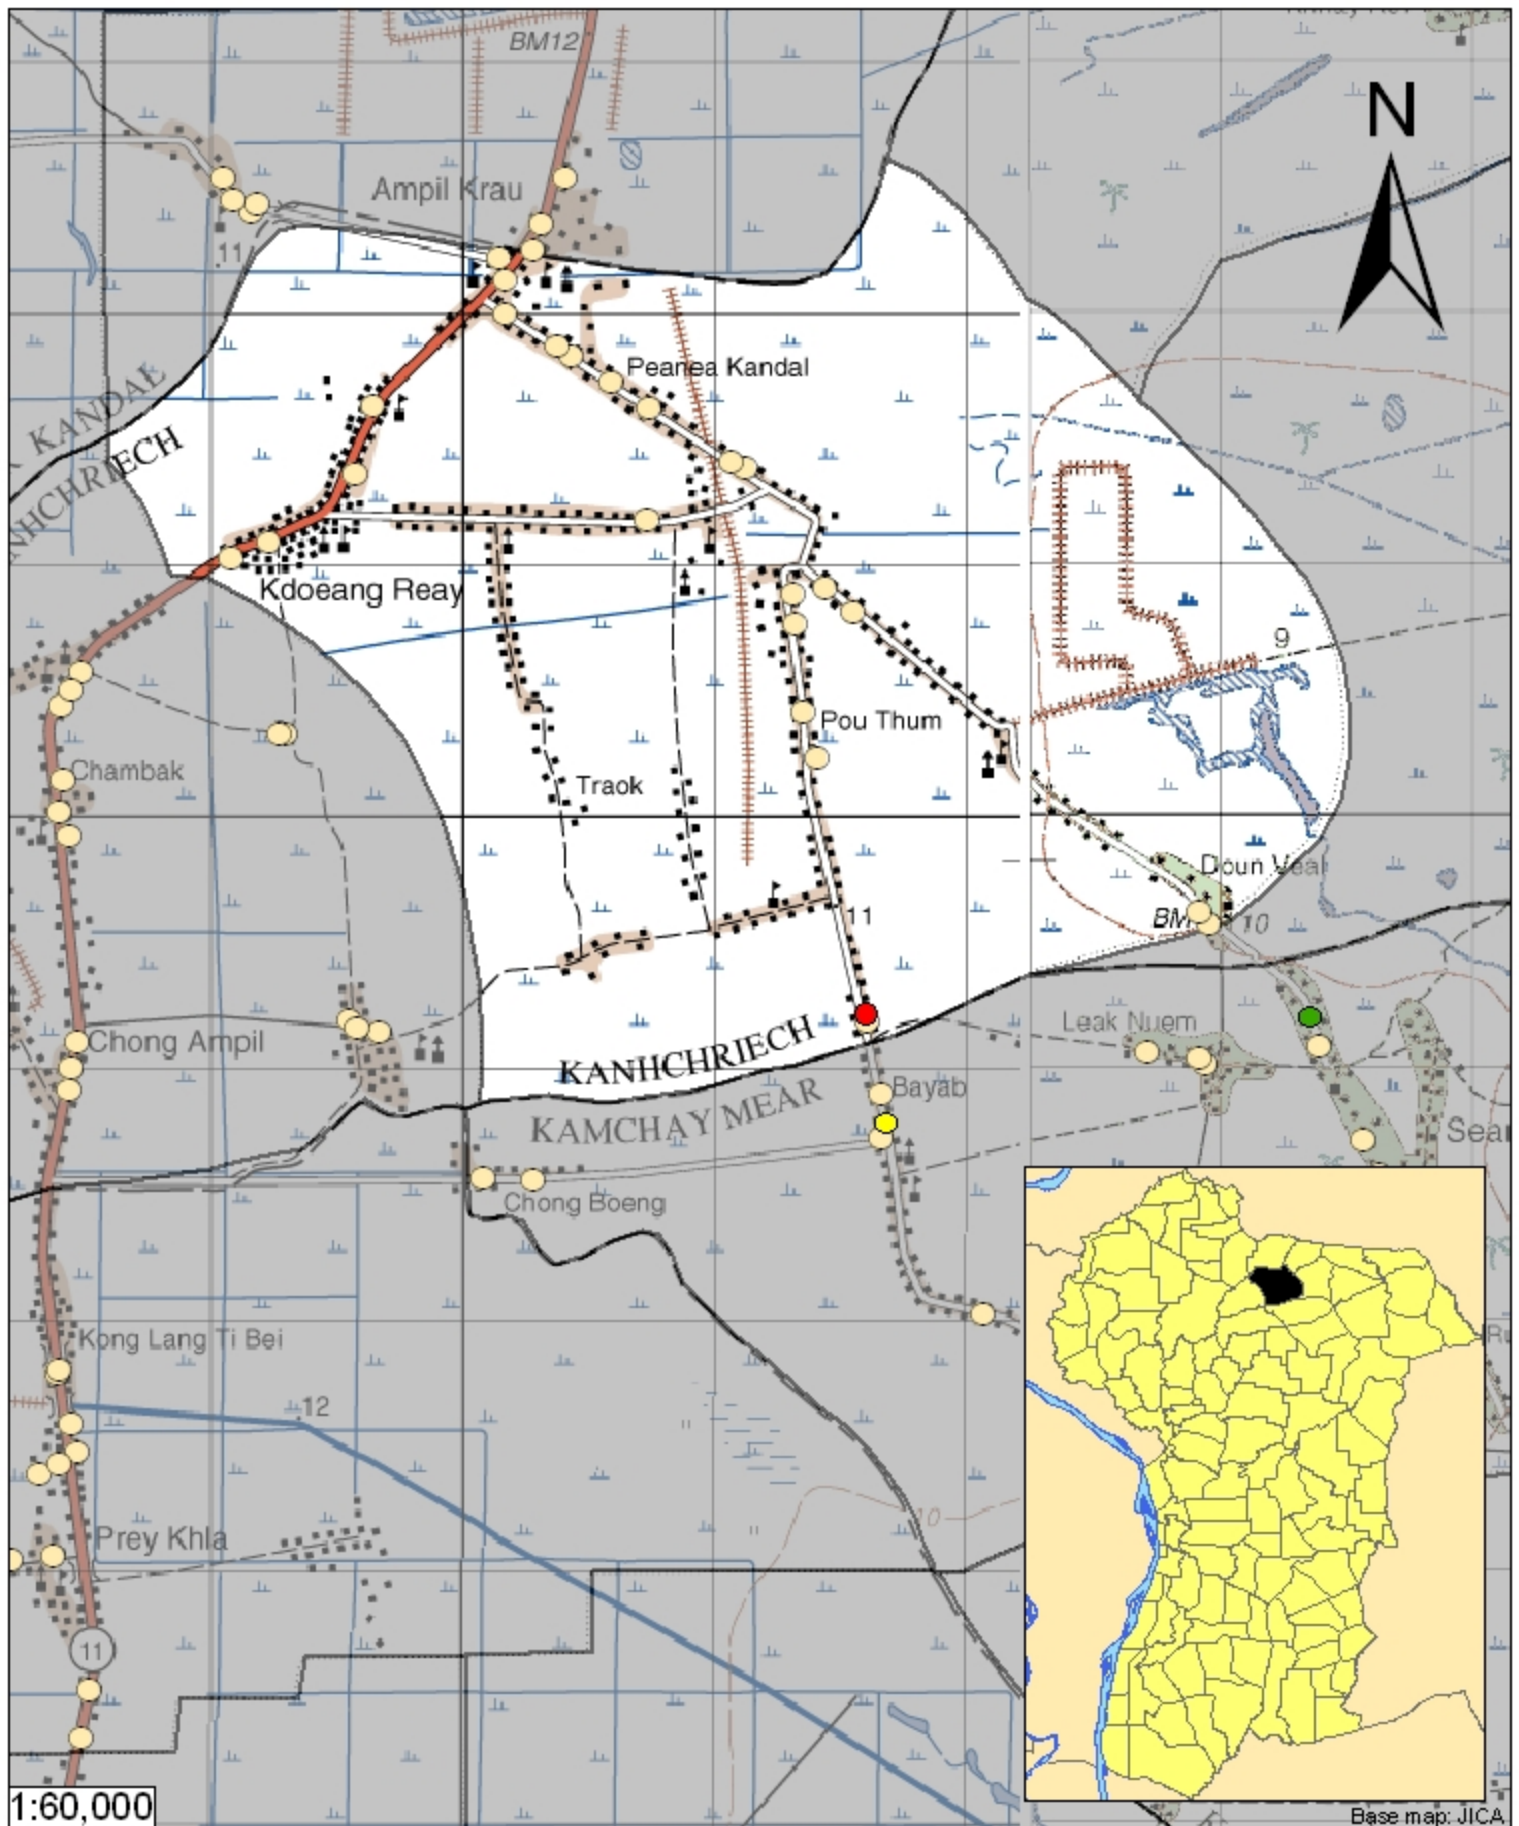 BM12
N
Ampil Krau
11
KANDAL
KANHCHRIECH
Peanea Kandal
Kdoeang Reay
9
Pou Thum
Chambak
Traok
Doun Veal
11
BM
10
Leak Nuem
Chong Ampil
KANHCHRIECH
Bayab
KAMCHAY MEAR
Chong Boeng
Kong Lang Ti Bei
12
10
Prey Khla
11
1:60,000
Base map: JICA